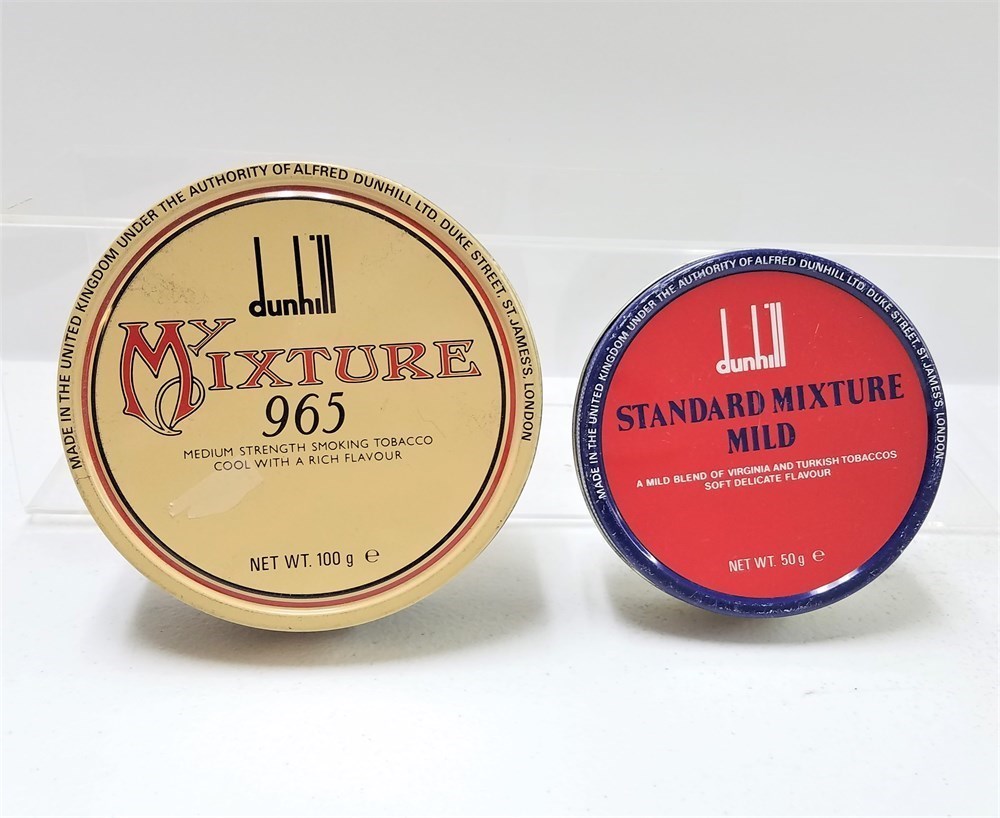 MADE IN THE UNITED KINGDOM UNDER THE AUTHORITY OF ALFRED DUNHILL LTD. DUKE STREET, ST. JAMES'S, LONDON
dunhill
My Mixture
965
MEDIUM STRENGTH SMOKING TOBACCO
COOL WITH A RICH FLAVOUR
NET WT. 100 g e
MADE IN THE UNITED KINGDOM UNDER THE AUTHORITY OF ALFRED DUNHILL LTD. DUKE STREET, ST. JAMES'S, LONDON.
dunhill
STANDARD MIXTURE
MILD
A MILD BLEND OF VIRGINIA AND TURKISH TOBACCOS
SOFT DELICATE FLAVOUR
NET WT. 50 g e